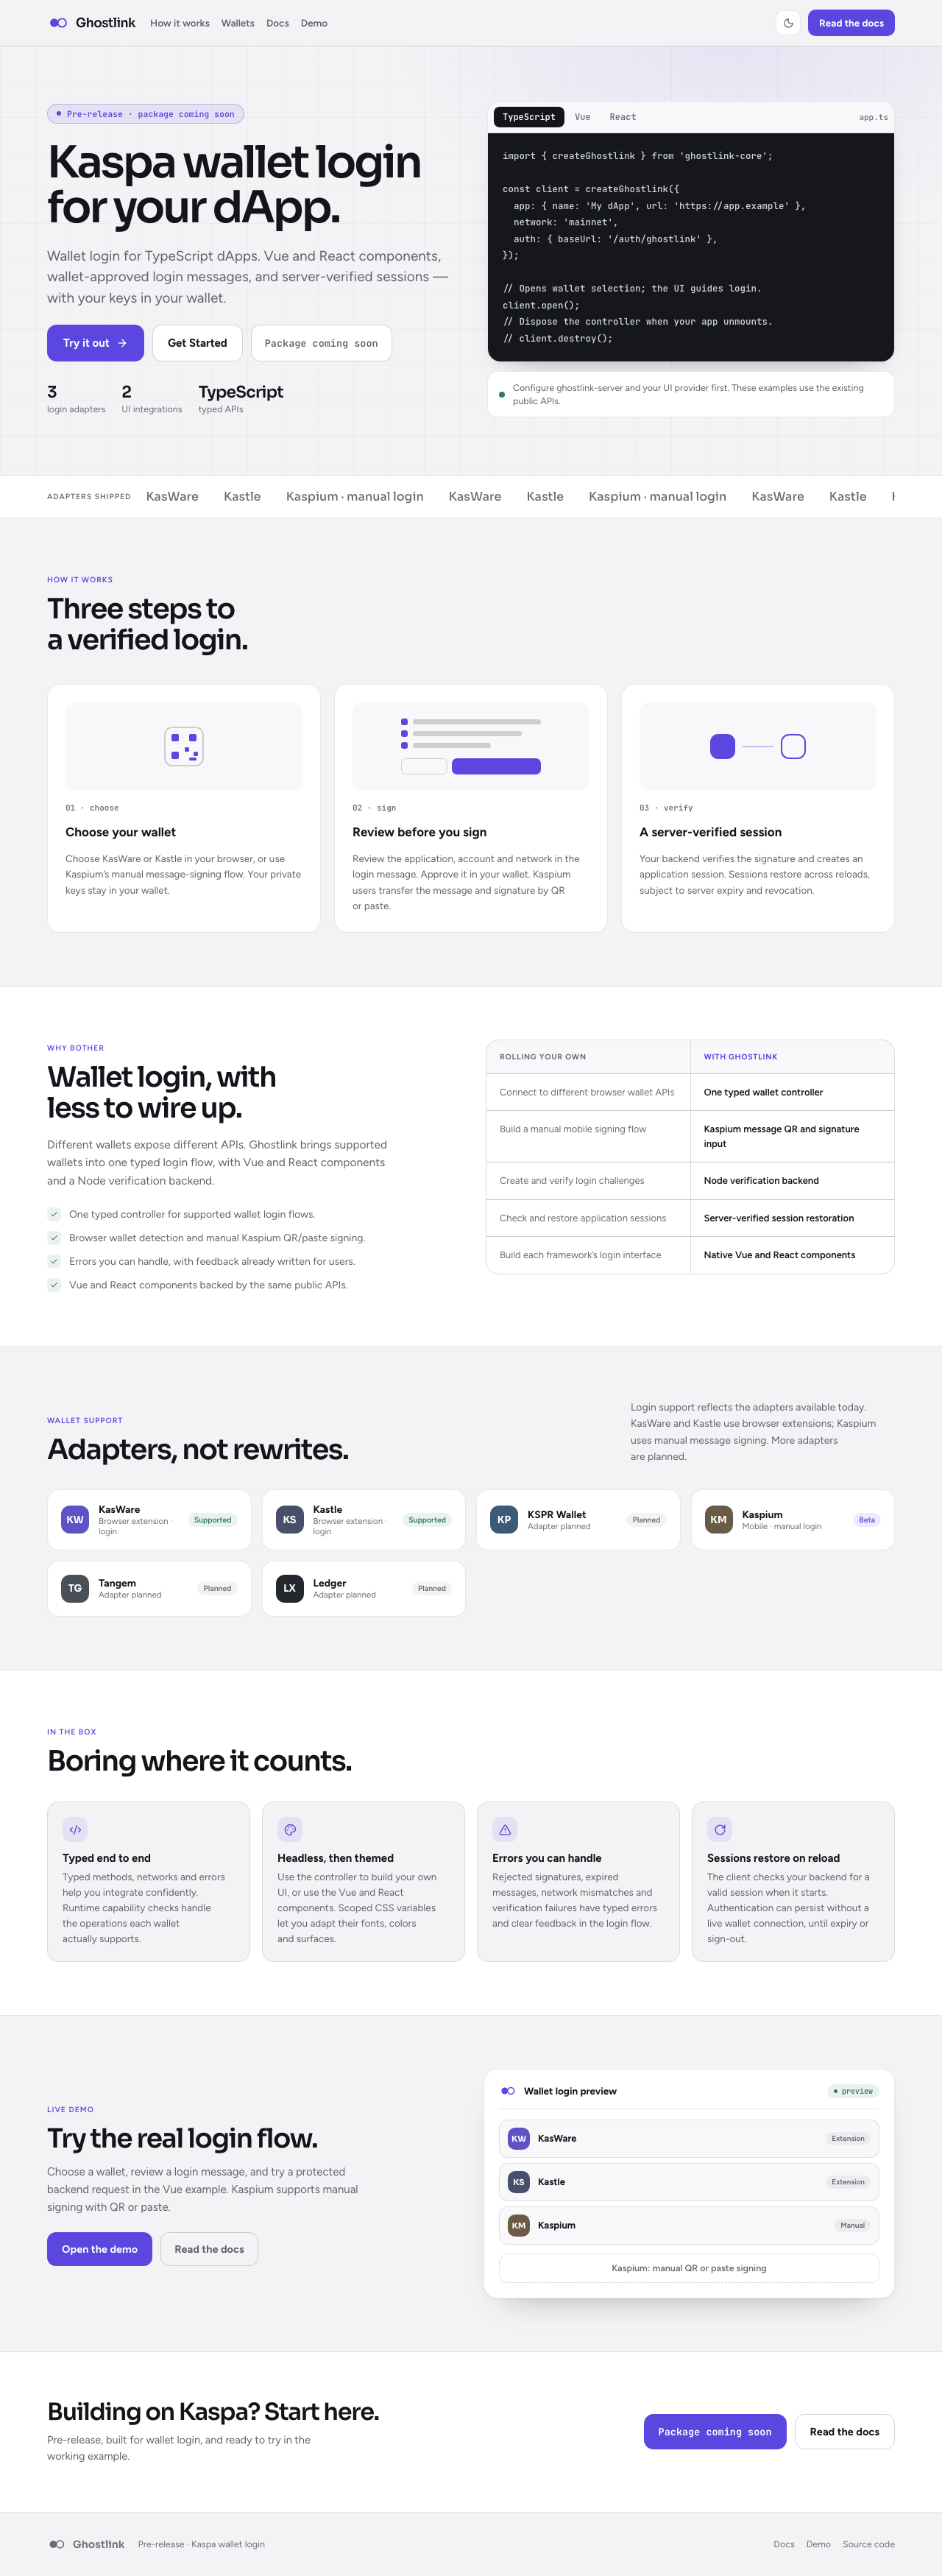 Ghostlink How it works Wallets Docs Demo Read the docs
Pre-release · package coming soon
Kaspa wallet login
for your dApp.
Wallet login for TypeScript dApps. Vue and React components,
wallet-approved login messages, and server-verified sessions —
with your keys in your wallet.
Try it out Get Started Package coming soon
3 2 TypeScript
login adapters UI integrations typed APIs
TypeScript Vue React app.ts
import { createGhostlink } from 'ghostlink-core';
const client = createGhostlink({
app: { name: 'My dApp', url: 'https://app.example' },
network: 'mainnet',
auth: { baseUrl: '/auth/ghostlink' },
});
// Opens wallet selection; the UI guides login.
client.open();
// Dispose the controller when your app unmounts.
// client.destroy();
Configure ghostlink-server and your UI provider first. These examples use the existing
public APIs.
ADAPTERS SHIPPED KasWare Kastle Kaspium · manual login KasWare Kastle Kaspium · manual login KasWare Kastle
HOW IT WORKS
Three steps to
a verified login.
01 · choose
Choose your wallet
Choose KasWare or Kastle in your browser, or use
Kaspium's manual message-signing flow. Your private
keys stay in your wallet.
02 · sign
Review before you sign
Review the application, account and network in the
login message. Approve it in your wallet. Kaspium
users transfer the message and signature by QR
or paste.
03 · verify
A server-verified session
Your backend verifies the signature and creates an
application session. Sessions restore across reloads,
subject to server expiry and revocation.
WHY BOTHER
Wallet login, with
less to wire up.
Different wallets expose different APIs. Ghostlink brings supported
wallets into one typed login flow, with Vue and React components
and a Node verification backend.
One typed controller for supported wallet login flows.
Browser wallet detection and manual Kaspium QR/paste signing.
Errors you can handle, with feedback already written for users.
Vue and React components backed by the same public APIs.
ROLLING YOUR OWN WITH GHOSTLINK
Connect to different browser wallet APIs One typed wallet controller
Build a manual mobile signing flow Kaspium message QR and signature
input
Create and verify login challenges Node verification backend
Check and restore application sessions Server-verified session restoration
Build each framework's login interface Native Vue and React components
WALLET SUPPORT
Adapters, not rewrites.
Login support reflects the adapters available today.
KasWare and Kastle use browser extensions; Kaspium
uses manual message signing. More adapters
are planned.
KW KasWare
Browser extension ·
login
Supported
KS Kastle
Browser extension ·
login
Supported
KP KSPR Wallet
Adapter planned
Planned
KM Kaspium
Mobile · manual login
Beta
TG Tangem
Adapter planned
Planned
LX Ledger
Adapter planned
Planned
IN THE BOX
Boring where it counts.
Typed end to end
Typed methods, networks and errors
help you integrate confidently.
Runtime capability checks handle
the operations each wallet
actually supports.
Headless, then themed
Use the controller to build your own
UI, or use the Vue and React
components. Scoped CSS variables
let you adapt their fonts, colors
and surfaces.
Errors you can handle
Rejected signatures, expired
messages, network mismatches and
verification failures have typed errors
and clear feedback in the login flow.
Sessions restore on reload
The client checks your backend for a
valid session when it starts.
Authentication can persist without a
live wallet connection, until expiry or
sign-out.
LIVE DEMO
Try the real login flow.
Choose a wallet, review a login message, and try a protected
backend request in the Vue example. Kaspium supports manual
signing with QR or paste.
Open the demo Read the docs
Wallet login preview preview
KW KasWare Extension
KS Kastle Extension
KM Kaspium Manual
Kaspium: manual QR or paste signing
Building on Kaspa? Start here.
Pre-release, built for wallet login, and ready to try in the
working example.
Package coming soon Read the docs
Ghostlink Pre-release · Kaspa wallet login Docs Demo Source code